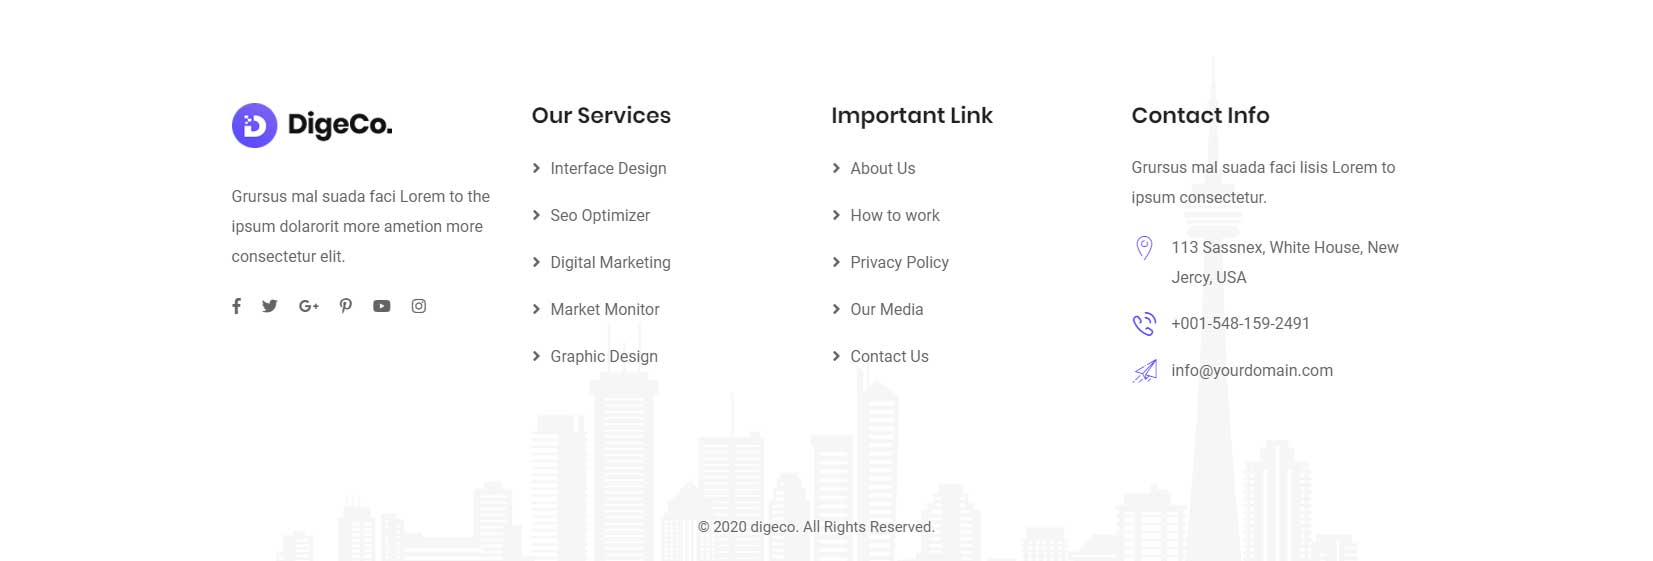 DigeCo.
Grursus mal suada faci Lorem to the
ipsum dolarorit more ametion more
consectetur elit.
Our Services
Interface Design
Seo Optimizer
Digital Marketing
Market Monitor
Graphic Design
Important Link
About Us
How to work
Privacy Policy
Our Media
Contact Us
Contact Info
Grursus mal suada faci lisis Lorem to
ipsum consectetur.
113 Sassnex, White House, New
Jercy, USA
+001-548-159-2491
info@yourdomain.com
© 2020 digeco. All Rights Reserved.